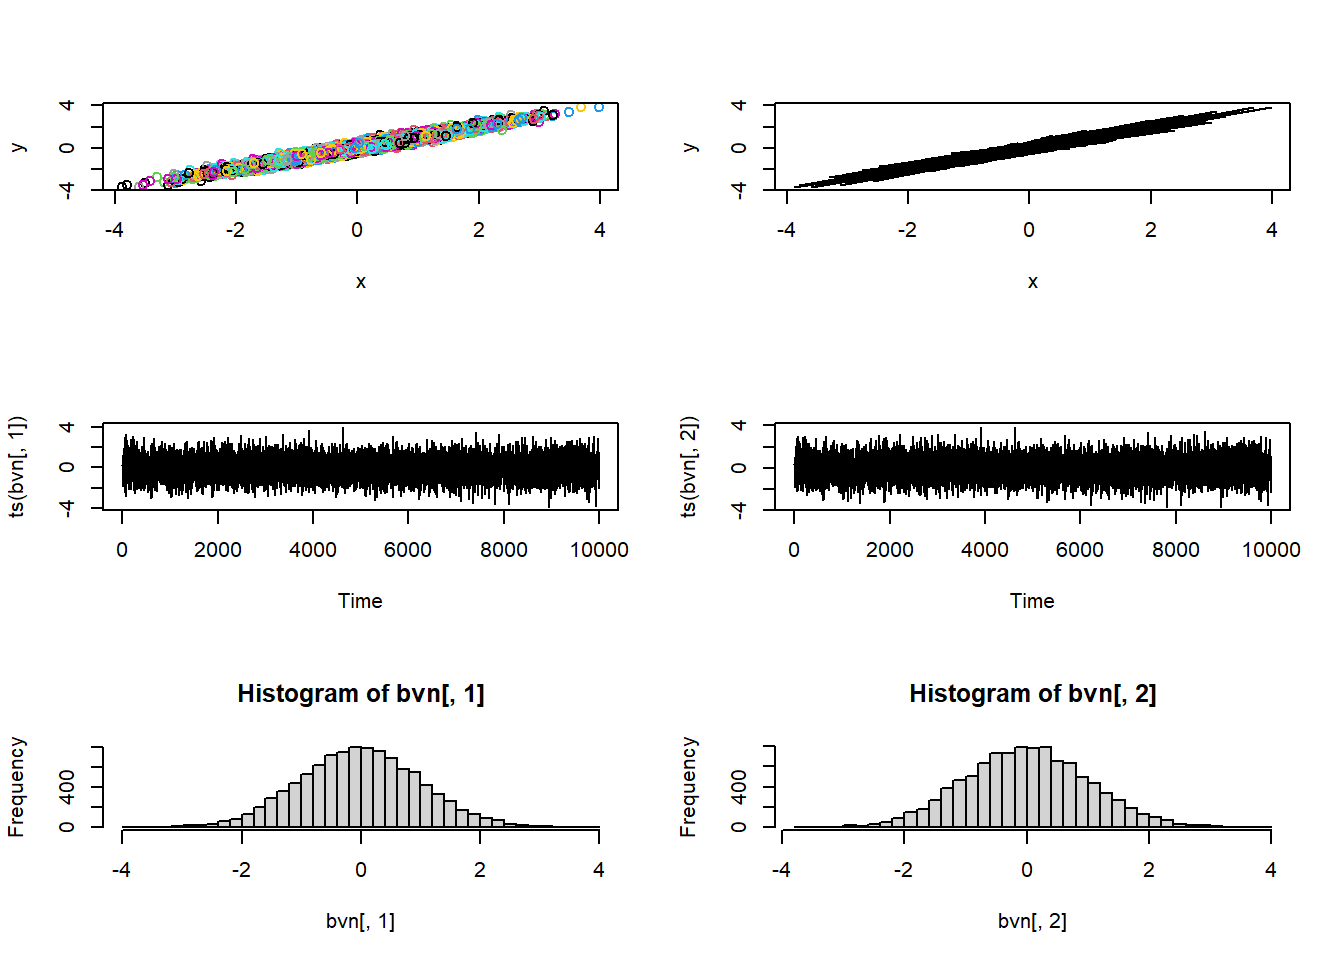 y
4
0
-4
-4 -2 0 2 4
x
y
4
0
-4
-4 -2 0 2 4
x
ts(bvn[, 1])
4
0
-4
0 2000 4000 6000 8000 10000
Time
ts(bvn[, 2])
4
0
-4
0 2000 4000 6000 8000 10000
Time
Histogram of bvn[, 1]
Frequency
400
0
-4 -2 0 2 4
bvn[, 1]
Histogram of bvn[, 2]
Frequency
400
0
-4 -2 0 2 4
bvn[, 2]